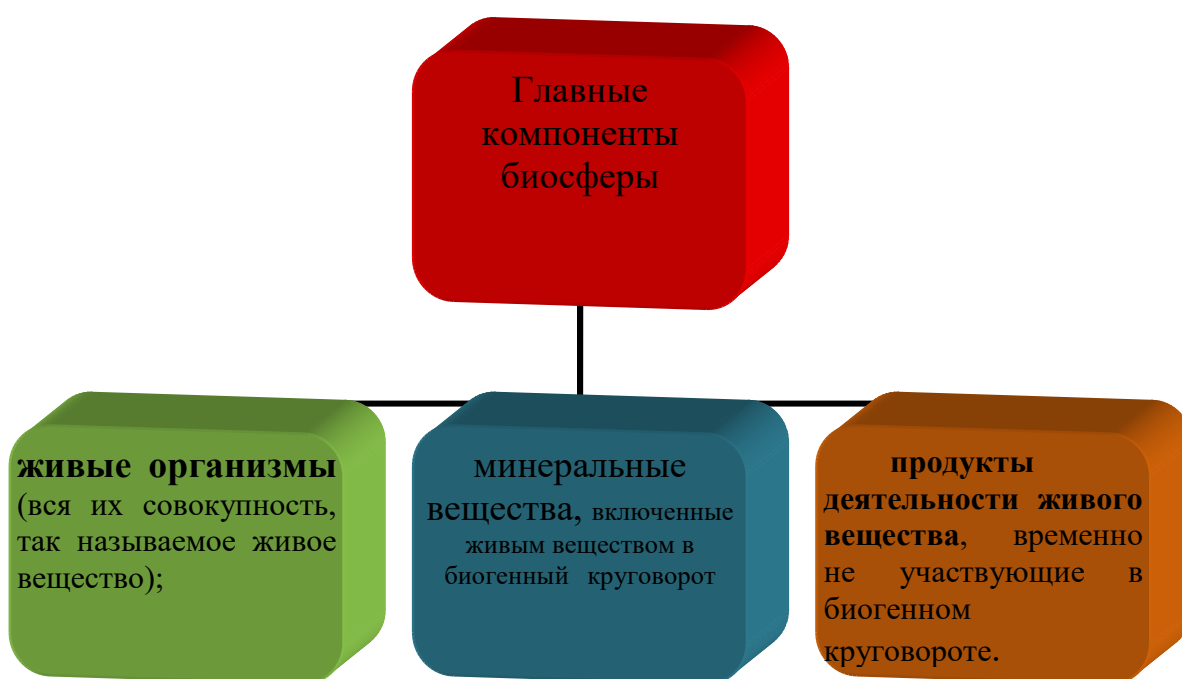 Главные
компоненты
биосферы
живые организмы
(вся их совокупность,
так называемое живое
вещество);
минеральные
вещества, включенные
живым веществом в
биогенный круговорот
продукты
деятельности живого
вещества, временно
не участвующие в
биогенном
круговороте.